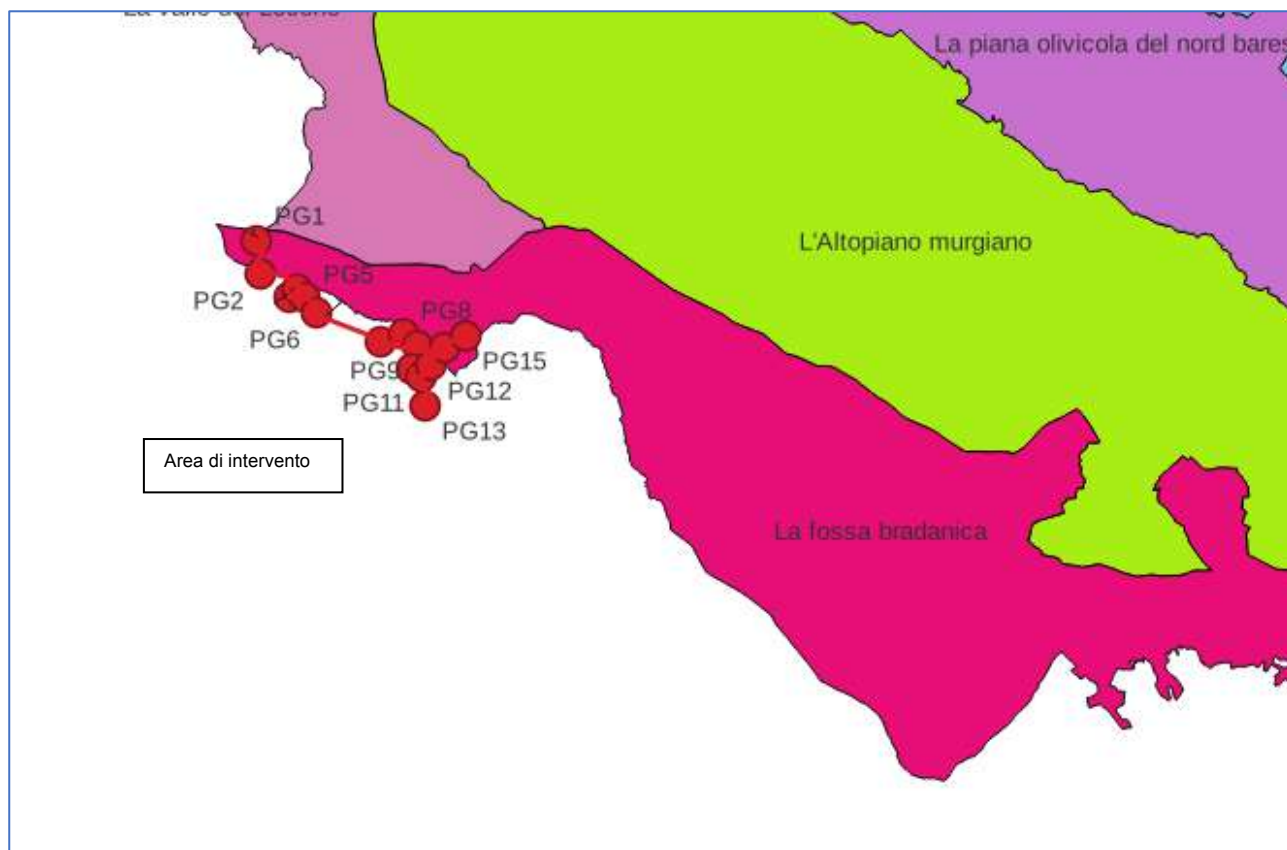 La piana olivicola del nord bares
PG1
L'Altopiano murgiano
PG5
PG2
PG8
PG6
PG15
PG9
PG12
PG11
PG13
Area di intervento
La fossa bradanica